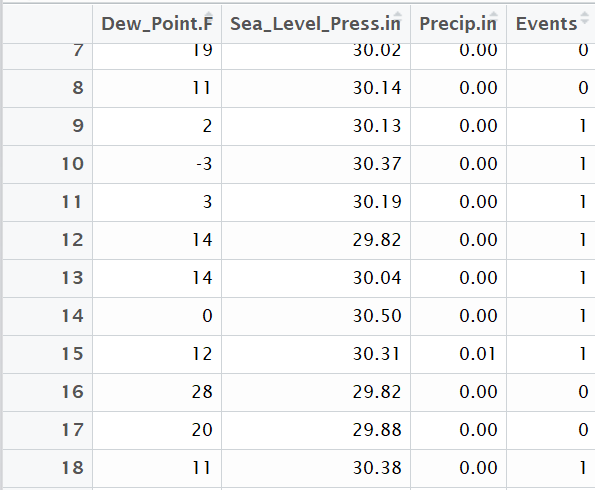 Dew_Point.F Sea_Level_Press.in Precip.in Events
7 19 30.02 0.00 0
8 11 30.14 0.00 0
9 2 30.13 0.00 1
10 -3 30.37 0.00 1
11 3 30.19 0.00 1
12 14 29.82 0.00 1
13 14 30.04 0.00 1
14 0 30.50 0.00 1
15 12 30.31 0.01 1
16 28 29.82 0.00 0
17 20 29.88 0.00 0
18 11 30.38 0.00 1